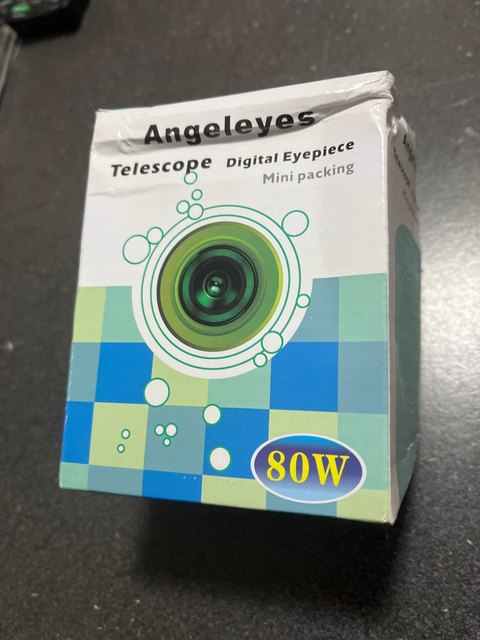 Angeleyes
Telescope Digital Eyepiece
Mini packing
80W